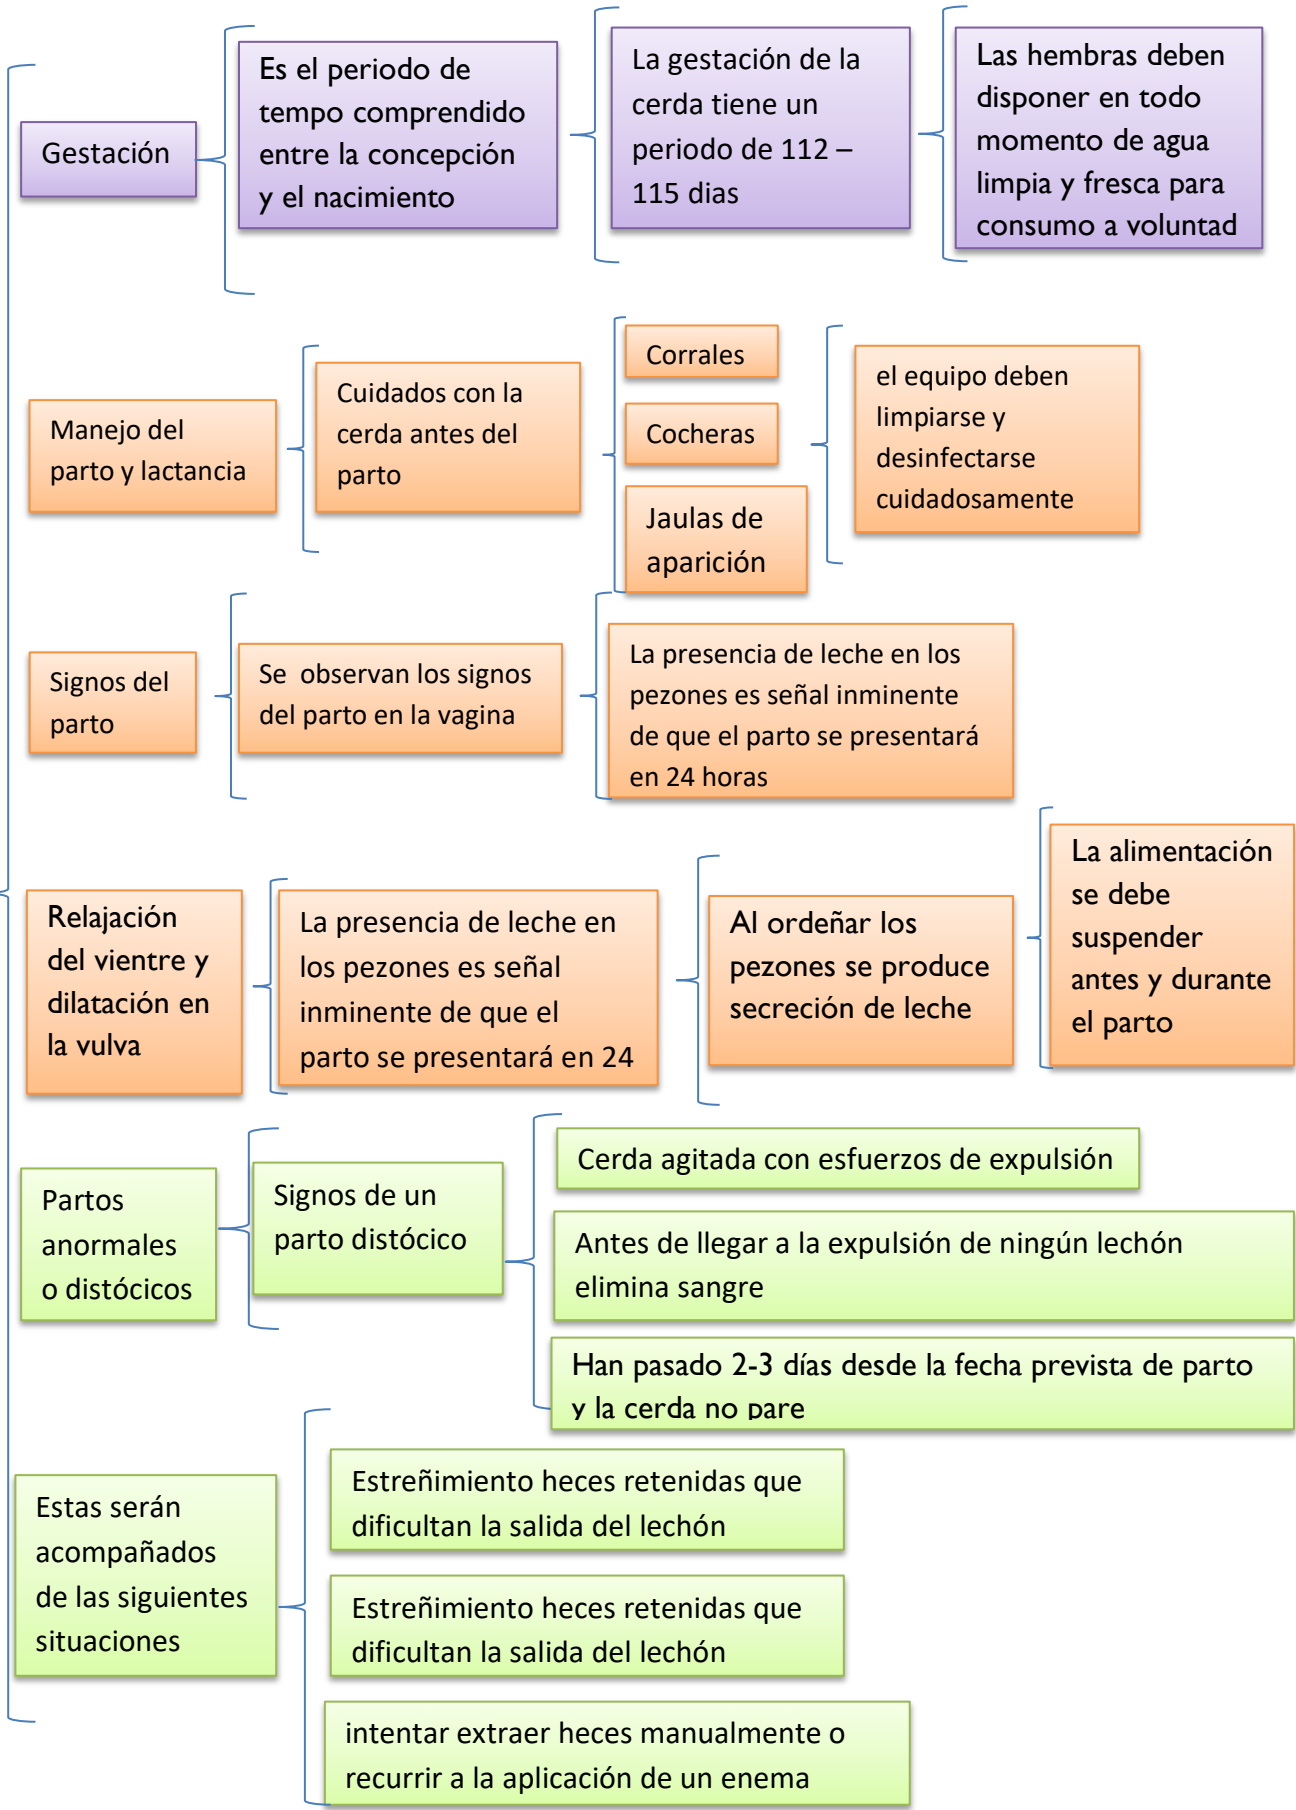 Gestación
Es el periodo de
tempo comprendido
entre la concepción
y el nacimiento
La gestación de la
cerda tiene un
periodo de 112 –
115 dias
Las hembras deben
disponer en todo
momento de agua
limpia y fresca para
consumo a voluntad
Manejo del
parto y lactancia
Cuidados con la
cerda antes del
parto
Corrales
Cocheras
Jaulas de
aparición
el equipo deben
limpiarse y
desinfectarse
cuidadosamente
Signos del
parto
Se observan los signos
del parto en la vagina
La presencia de leche en los
pezones es señal inminente
de que el parto se presentará
en 24 horas
Relajación
del vientre y
dilatación en
la vulva
La presencia de leche en
los pezones es señal
inminente de que el
parto se presentará en 24
Al ordeñar los
pezones se produce
secreción de leche
La alimentación
se debe
suspender
antes y durante
el parto
Partos
anormales
o distócicos
Signos de un
parto distócico
Cerda agitada con esfuerzos de expulsión
Antes de llegar a la expulsión de ningún lechón
elimina sangre
Han pasado 2-3 días desde la fecha prevista de parto
y la cerda no pare
Estas serán
acompañados
de las siguientes
situaciones
Estreñimiento heces retenidas que
dificultan la salida del lechón
Estreñimiento heces retenidas que
dificultan la salida del lechón
intentar extraer heces manualmente o
recurrir a la aplicación de un enema